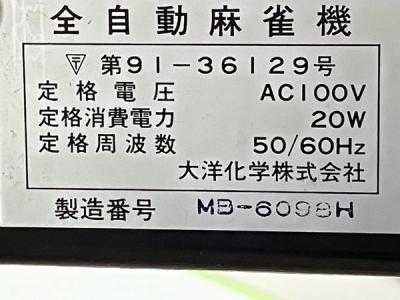 全自動麻雀機
〒 第91-36129号
定格電圧 AC100V
定格消費電力 20W
定格周波数 50/60Hz
大洋化学株式会社
製造番号 MB-6098H